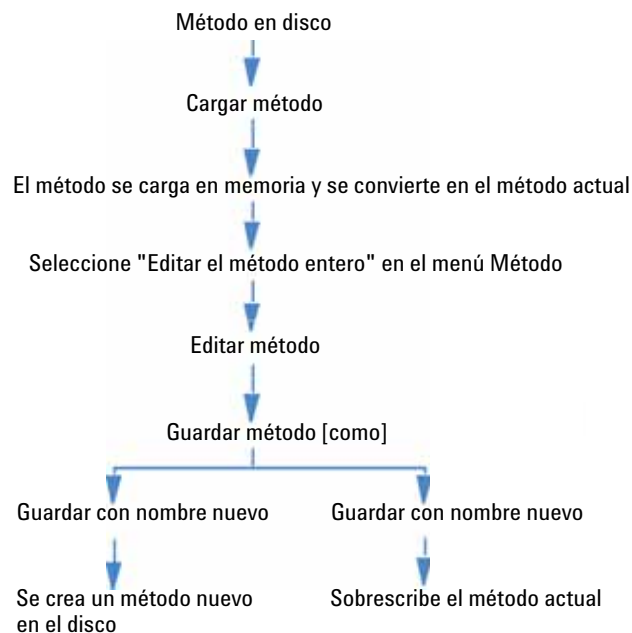 Método en disco
Cargar método
El método se carga en memoria y se convierte en el método actual
Seleccione "Editar el método entero" en el menú Método
Editar método
Guardar método [como]
Guardar con nombre nuevo
Guardar con nombre nuevo
Se crea un método nuevo
en el disco
Sobrescribe el método actual